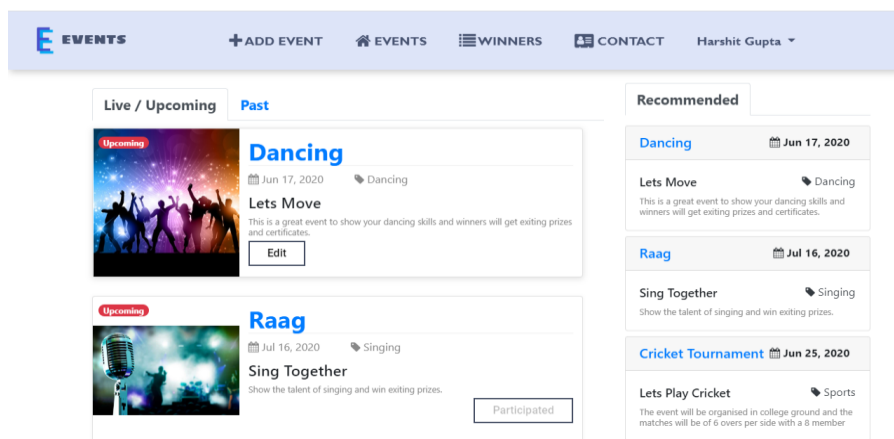 EVENTS
ADD EVENT
EVENTS
WINNERS
CONTACT
Harshit Gupta
Live / Upcoming
Past
Upcoming
Dancing
Jun 17, 2020
Dancing
Lets Move
This is a great event to show your dancing skills and winners will get exiting prizes
and certificates.
Edit
Upcoming
Raag
Jul 16, 2020
Singing
Sing Together
Show the talent of singing and win exiting prizes.
Participated
Recommended
Dancing
Jun 17, 2020
Lets Move
Dancing
This is a great event to show your dancing skills and
winners will get exiting prizes and certificates.
Raag
Jul 16, 2020
Sing Together
Singing
Show the talent of singing and win exiting prizes.
Cricket Tournament
Jun 25, 2020
Lets Play Cricket
Sports
The event will be organised in college ground and the
matches will be of 6 overs per side with a 8 member